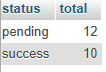 status total
pending 12
success 10